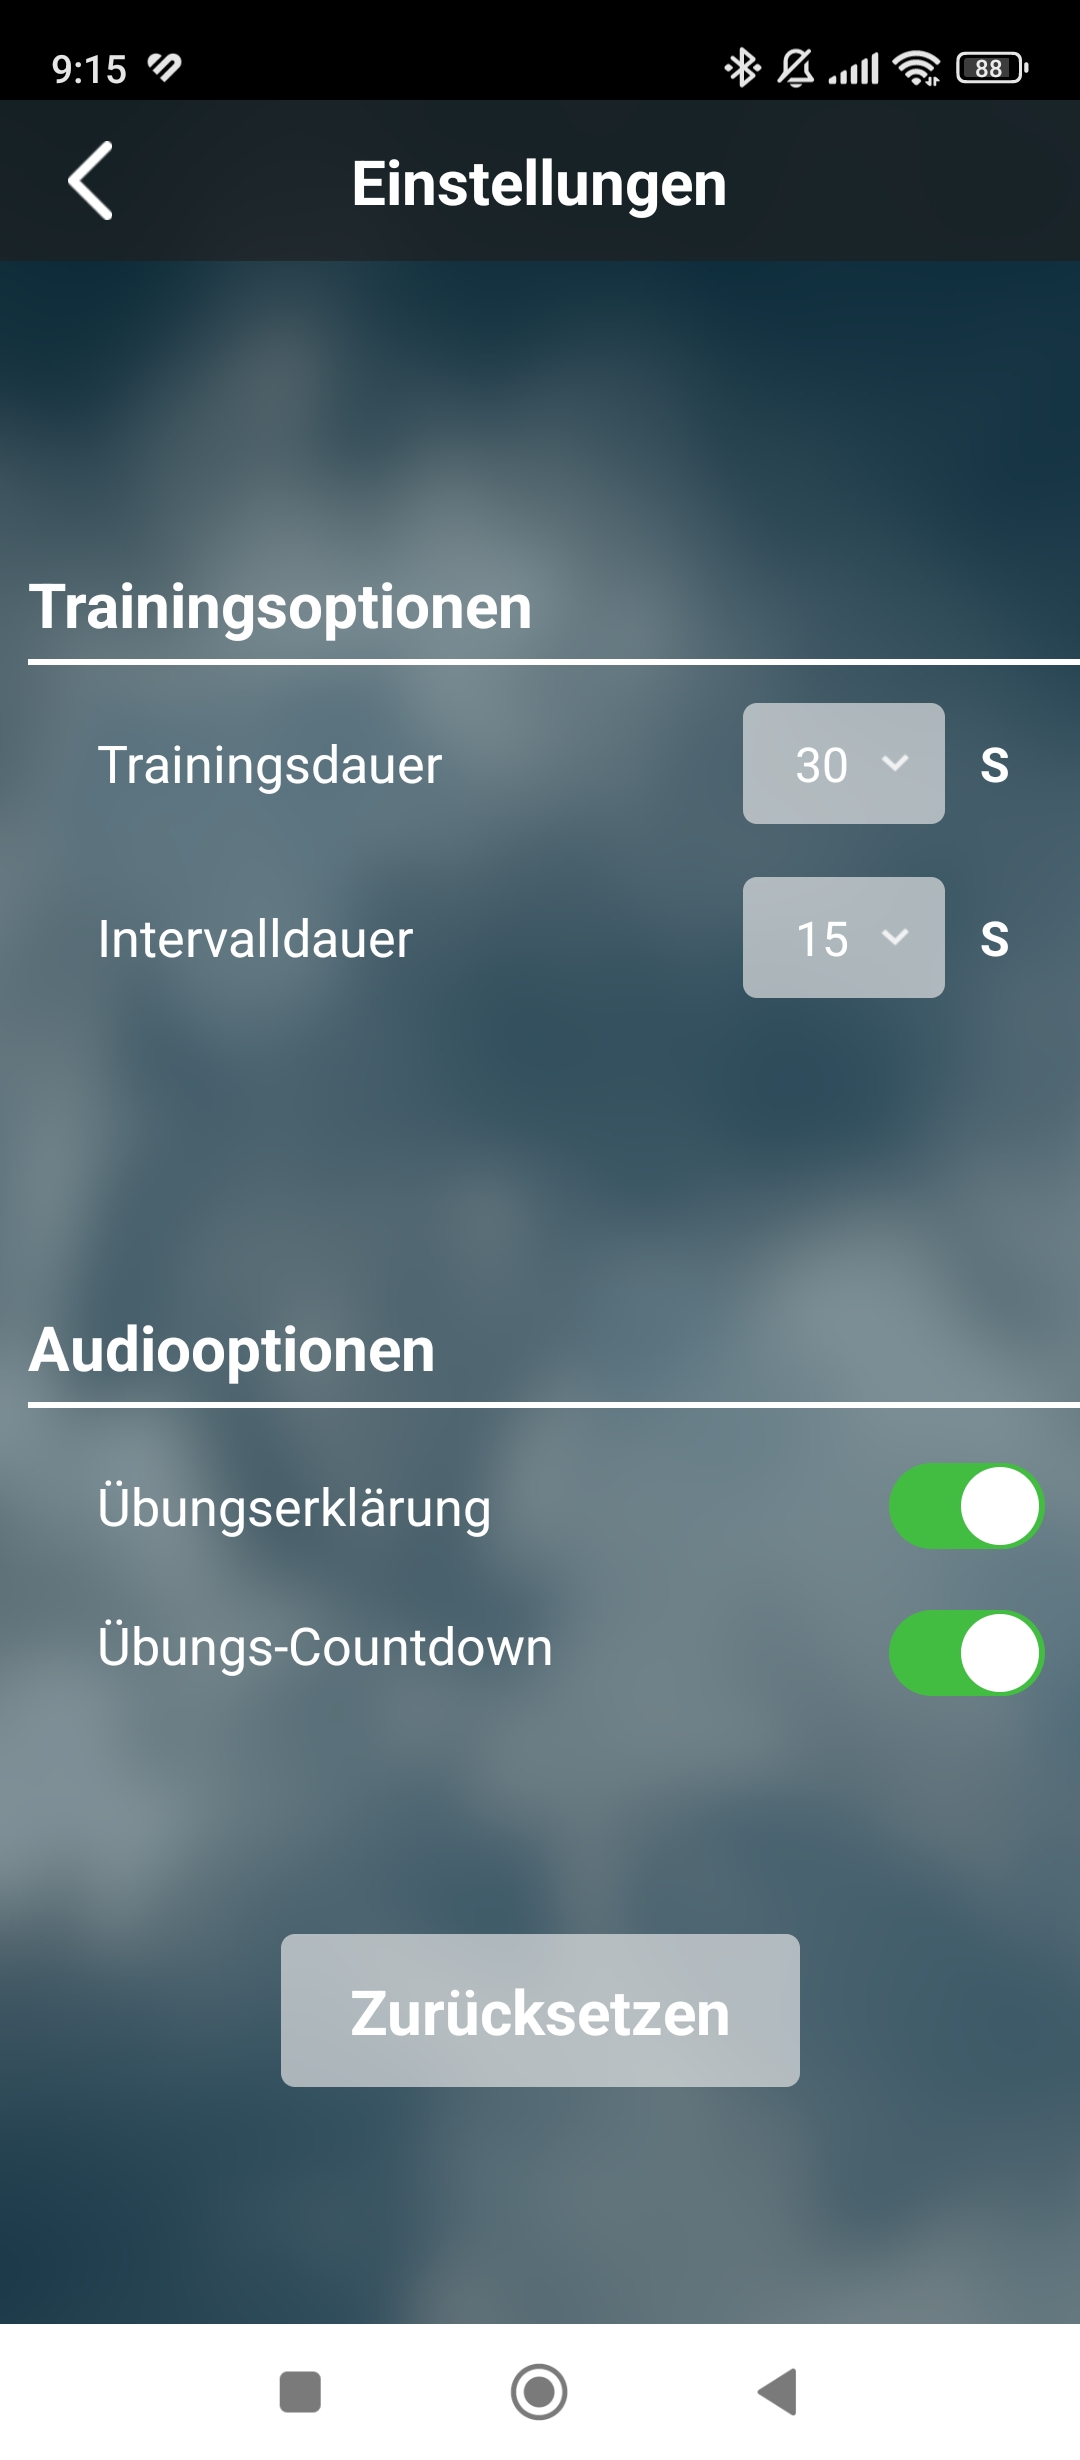 9:15
88
Einstellungen
Trainingsoptionen
Trainingsdauer 30 S
Intervalldauer 15 S
Audiooptionen
Übungserklärung
Übungs-Countdown
Zurücksetzen